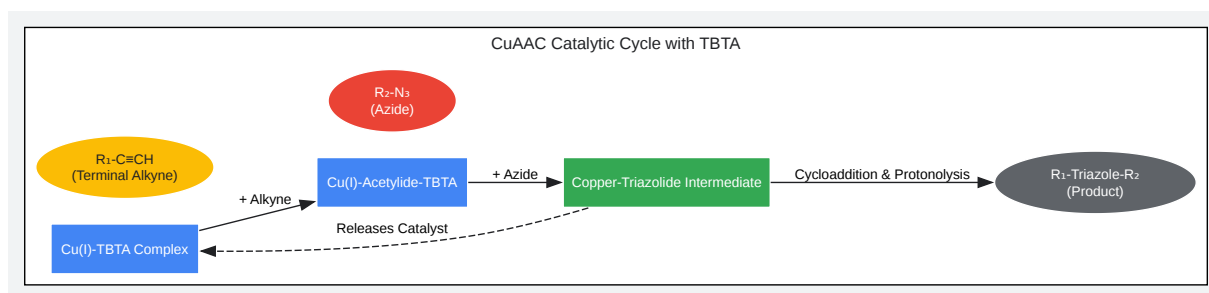 CuAAC Catalytic Cycle with TBTA
R₂-N₃
(Azide)
R₁-C≡CH
(Terminal Alkyne)
+ Alkyne
Cu(I)-Acetylide-TBTA
+ Azide
Copper-Triazolide Intermediate
Cycloaddition & Protonolysis
R₁-Triazole-R₂
(Product)
Releases Catalyst
Cu(I)-TBTA Complex